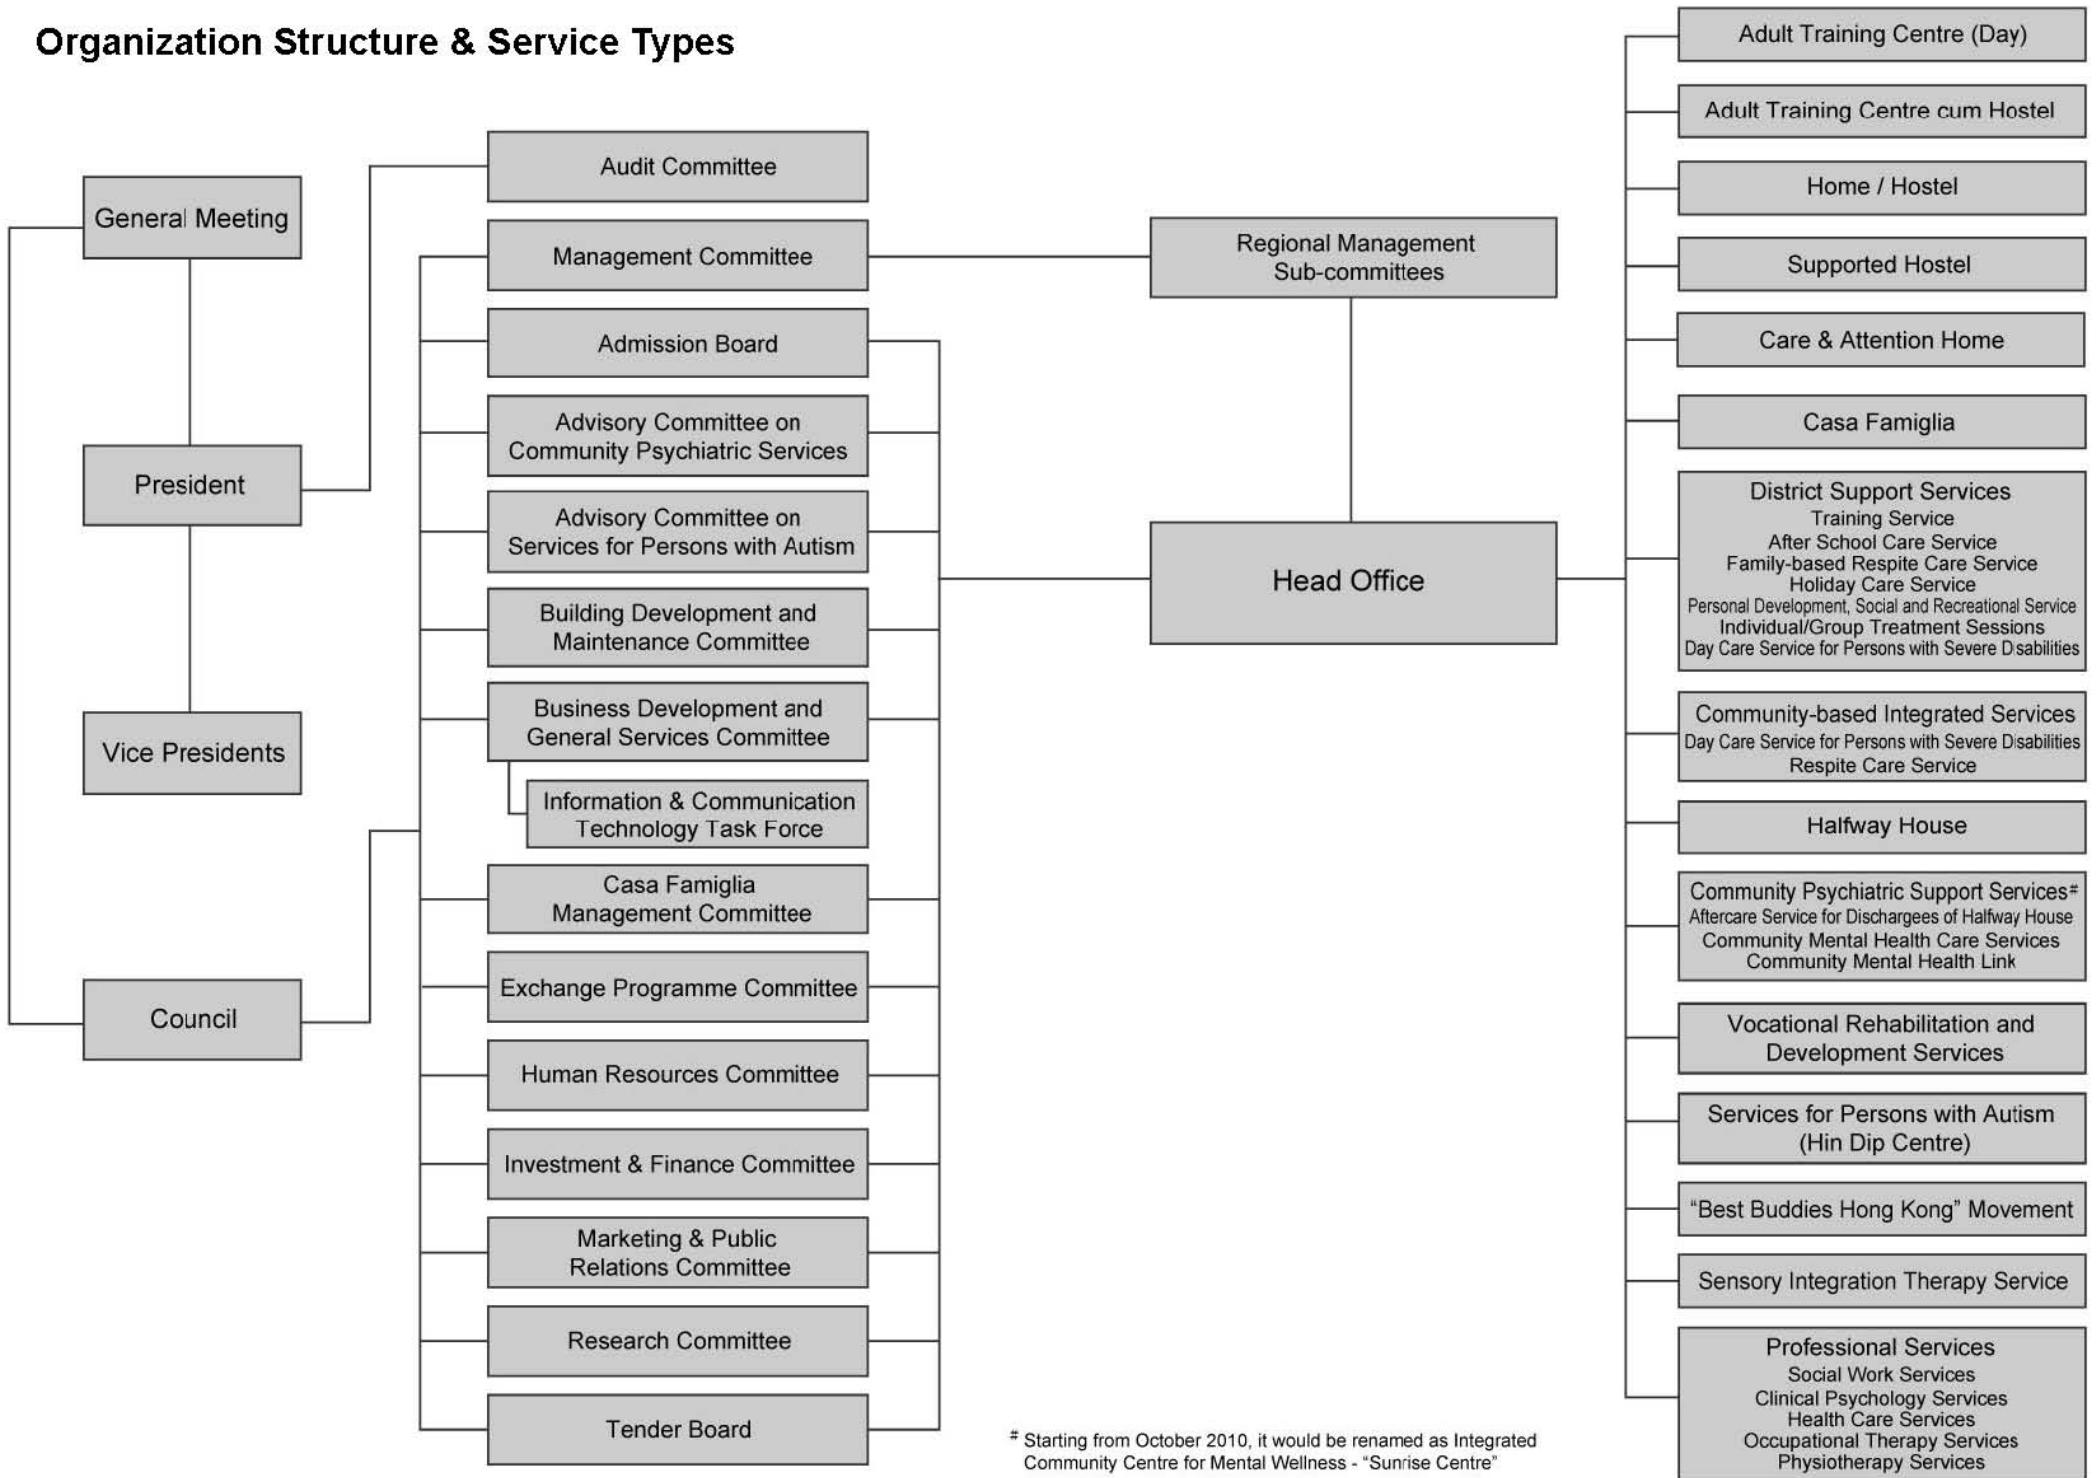 Organization Structure & Service Types
General Meeting
President
Vice Presidents
Council
Audit Committee
Management Committee
Admission Board
Advisory Committee on
Community Psychiatric Services
Advisory Committee on
Services for Persons with Autism
Building Development and
Maintenance Committee
Business Development and
General Services Committee
Information & Communication
Technology Task Force
Casa Famiglia
Management Committee
Exchange Programme Committee
Human Resources Committee
Investment & Finance Committee
Marketing & Public
Relations Committee
Research Committee
Tender Board
Regional Management
Sub-committees
Head Office
Adult Training Centre (Day)
Adult Training Centre cum Hostel
Home / Hostel
Supported Hostel
Care & Attention Home
Casa Famiglia
District Support Services
Training Service
After School Care Service
Family-based Respite Care Service
Holiday Care Service
Personal Development, Social and Recreational Service
Individual/Group Treatment Sessions
Day Care Service for Persons with Severe Disabilities
Community-based Integrated Services
Day Care Service for Persons with Severe Disabilities
Respite Care Service
Halfway House
Community Psychiatric Support Services#
Aftercare Service for Dischargees of Halfway House
Community Mental Health Care Services
Community Mental Health Link
Vocational Rehabilitation and
Development Services
Services for Persons with Autism
(Hin Dip Centre)
“Best Buddies Hong Kong” Movement
Sensory Integration Therapy Service
Professional Services
Social Work Services
Clinical Psychology Services
Health Care Services
Occupational Therapy Services
Physiotherapy Services
# Starting from October 2010, it would be renamed as Integrated
Community Centre for Mental Wellness - “Sunrise Centre”